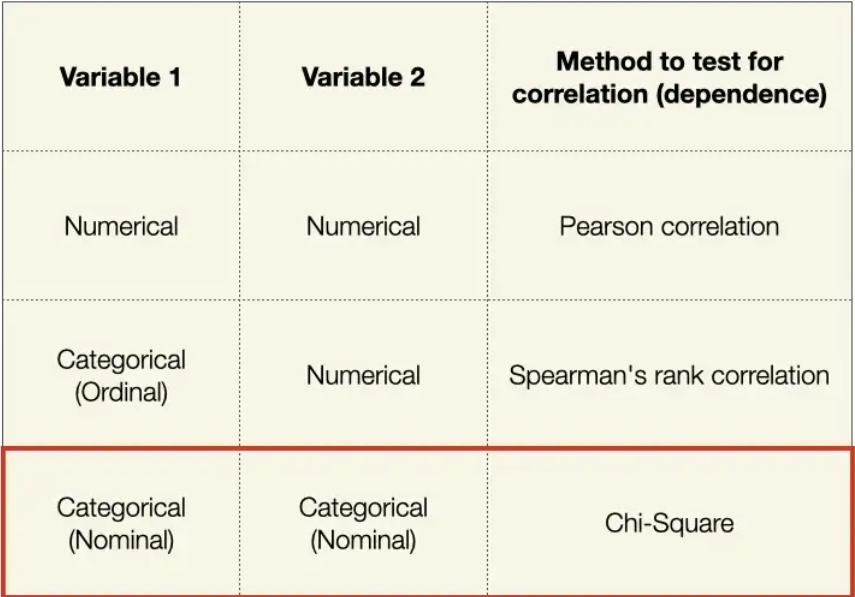 Variable 1
Variable 2
Method to test for
correlation (dependence)
Numerical
Numerical
Pearson correlation
Categorical
(Ordinal)
Numerical
Spearman's rank correlation
Categorical
(Nominal)
Categorical
(Nominal)
Chi-Square